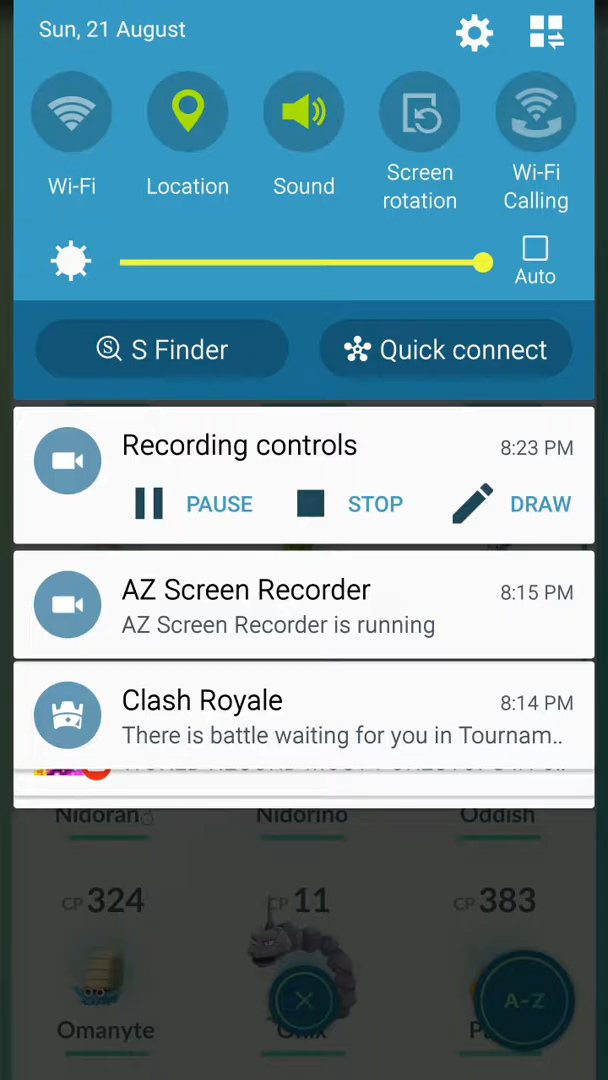 Sun, 21 August
Wi-Fi
Location
Sound
Screen
rotation
Wi-Fi
Calling
Auto
S Finder
Quick connect
Recording controls
8:23 PM
PAUSE
STOP
DRAW
AZ Screen Recorder
8:15 PM
AZ Screen Recorder is running
Clash Royale
8:14 PM
There is battle waiting for you in Tournam..
Nidoran♂
Nidorino
Oddish
CP 324
CP 11
CP 383
A-Z
Omanyte
Onix